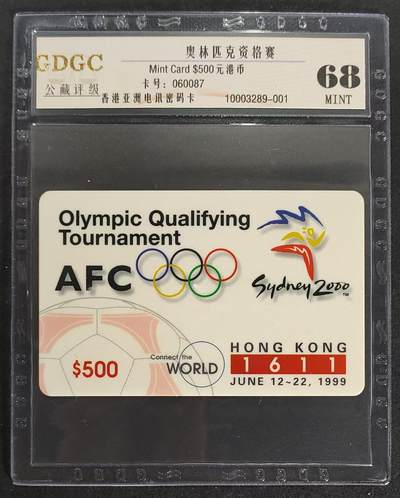 GDGC
公藏评级
奥林匹克资格赛
Mint Card $500元港币
卡号: 060087
香港亚洲电讯密码卡
10003289-001
68
MINT
Olympic Qualifying
Tournament
AFC
Sydney 2000
TM
$500
Connect the
WORLD
HONG KONG
1611
JUNE 12~22, 1999